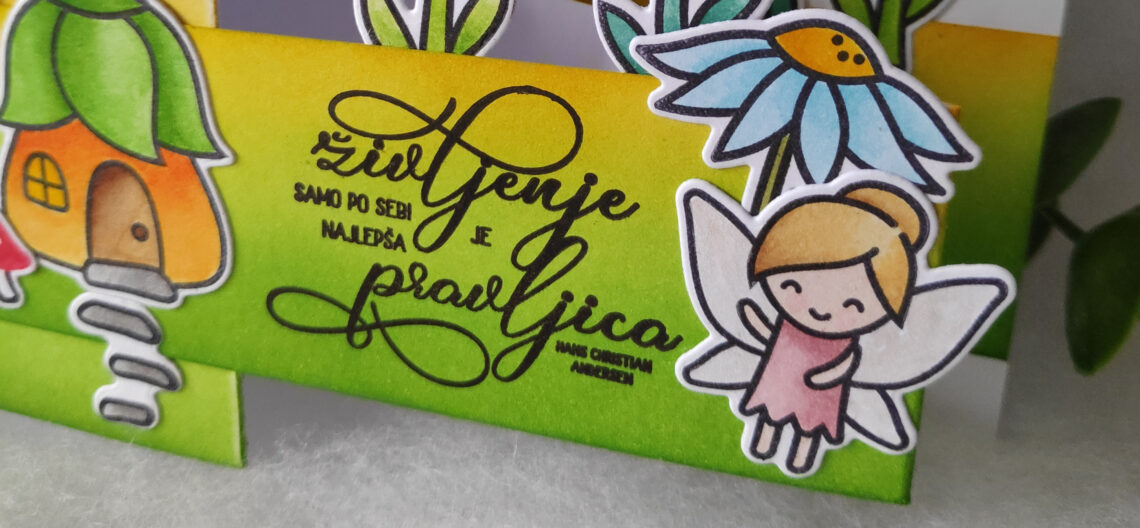 življenje
SAMO PO SEBI
NAJLEPŠA JE
pravljica
HANS CHRISTIAN
ANDERSEN